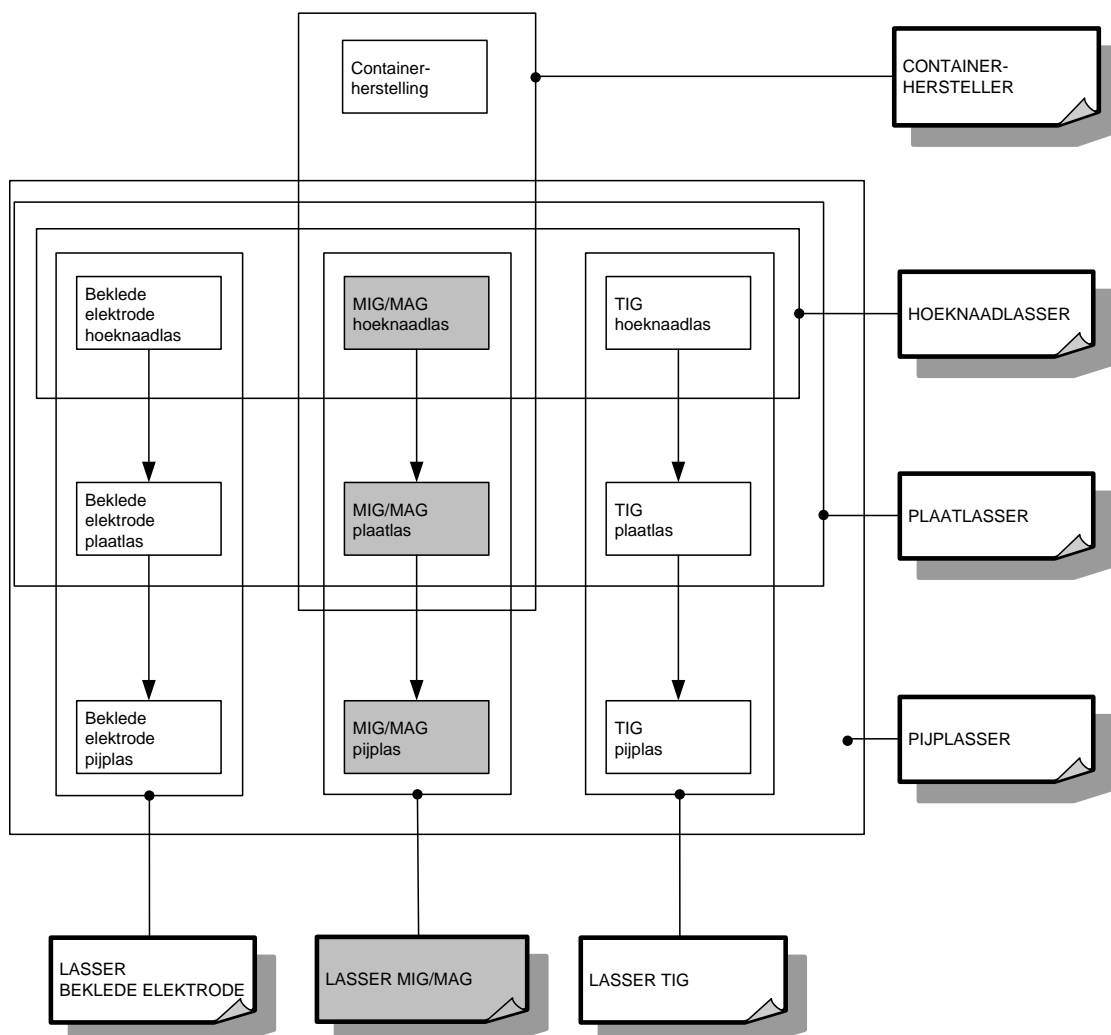 Container-
herstelling
CONTAINER-
HERSTELLER
Beklede
elektrode
hoeknaadlas
MIG/MAG
hoeknaadlas
TIG
hoeknaadlas
HOEKNAADLASSER
Beklede
elektrode
plaatlas
MIG/MAG
plaatlas
TIG
plaatlas
PLAATLASSER
Beklede
elektrode
pijplas
MIG/MAG
pijplas
TIG
pijplas
PIJPLASSER
LASSER
BEKLEDE ELEKTRODE
LASSER MIG/MAG
LASSER TIG